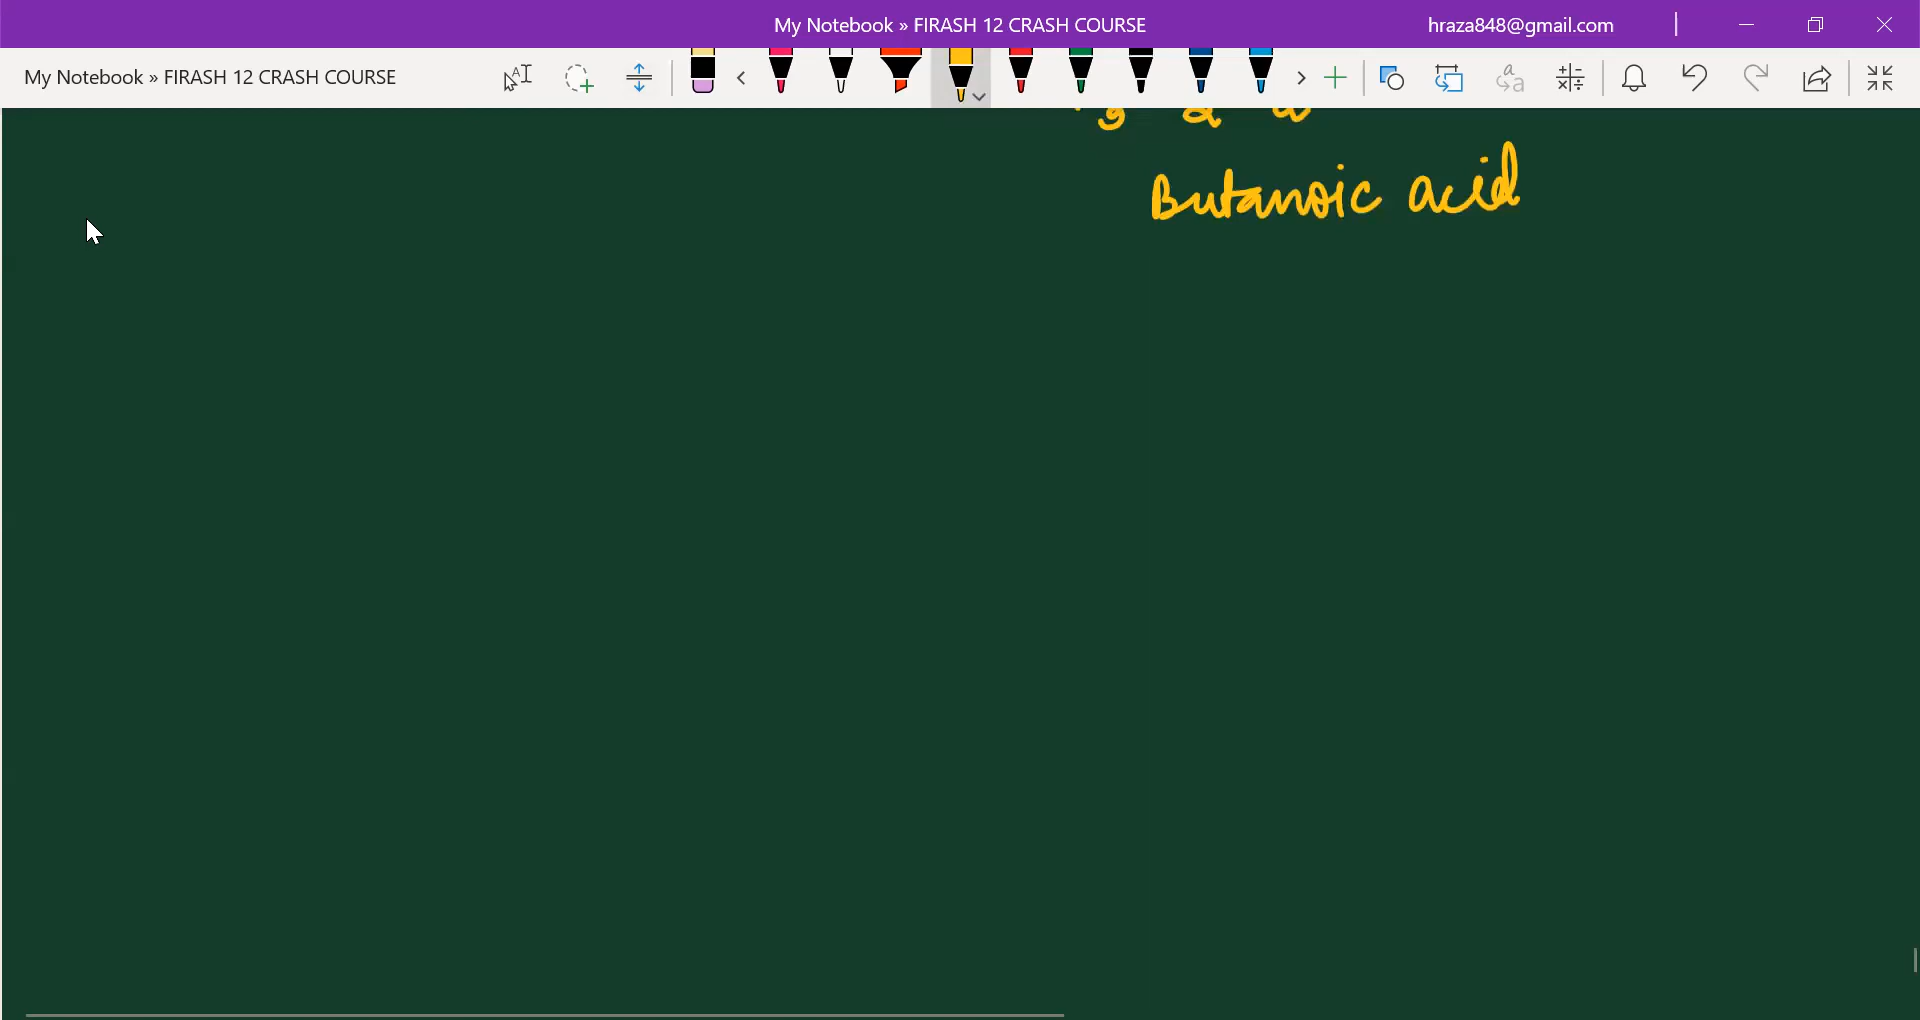 My Notebook » FIRASH 12 CRASH COURSE
hraza848@gmail.com
My Notebook » FIRASH 12 CRASH COURSE
Butanoic acid